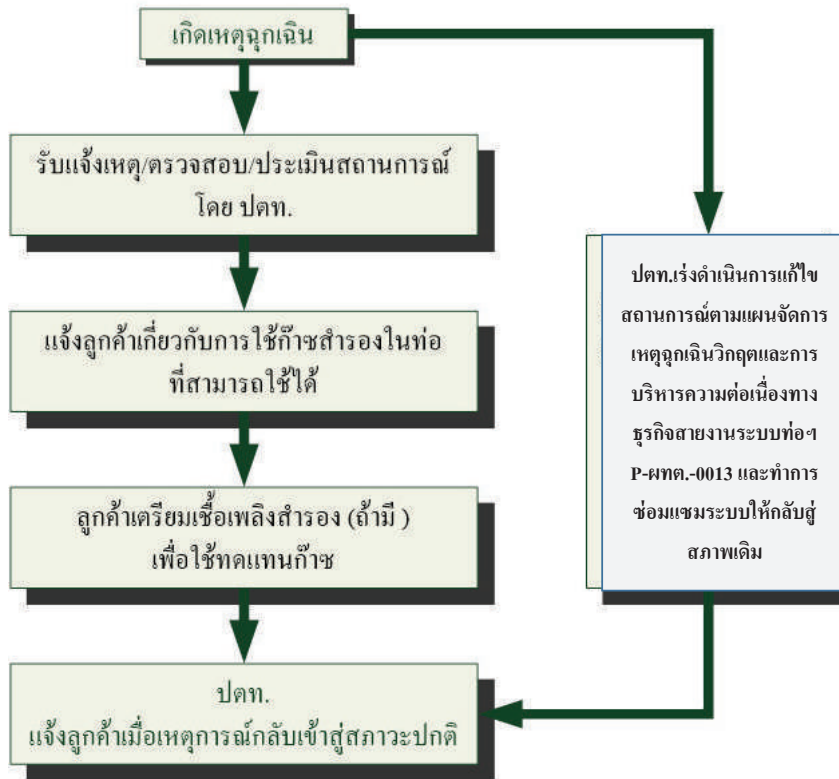 เกิดเหตุฉุกเฉิน
รับแจ้งเหตุ/ตรวจสอบ/ประเมินสถานการณ์
โดย ปตท.
แจ้งลูกค้าเกี่ยวกับการใช้ก๊าซสำรองในท่อ
ที่สามารถใช้ได้
ลูกค้าเตรียมเชื้อเพลิงสำรอง (ถ้ามี )
เพื่อใช้ทดแทนก๊าซ
ปตท.
แจ้งลูกค้าเมื่อเหตุการณ์กลับเข้าสู่สภาวะปกติ
ปตท.เร่งดำเนินการแก้ไข
สถานการณ์ตามแผนจัดการ
เหตุฉุกเฉินวิกฤตและการ
บริหารความต่อเนื่องทาง
ธุรกิจสายงานระบบท่อฯ
P-ผทต.-0013 และทำการ
ซ่อมแซมระบบให้กลับสู่
สภาพเดิม